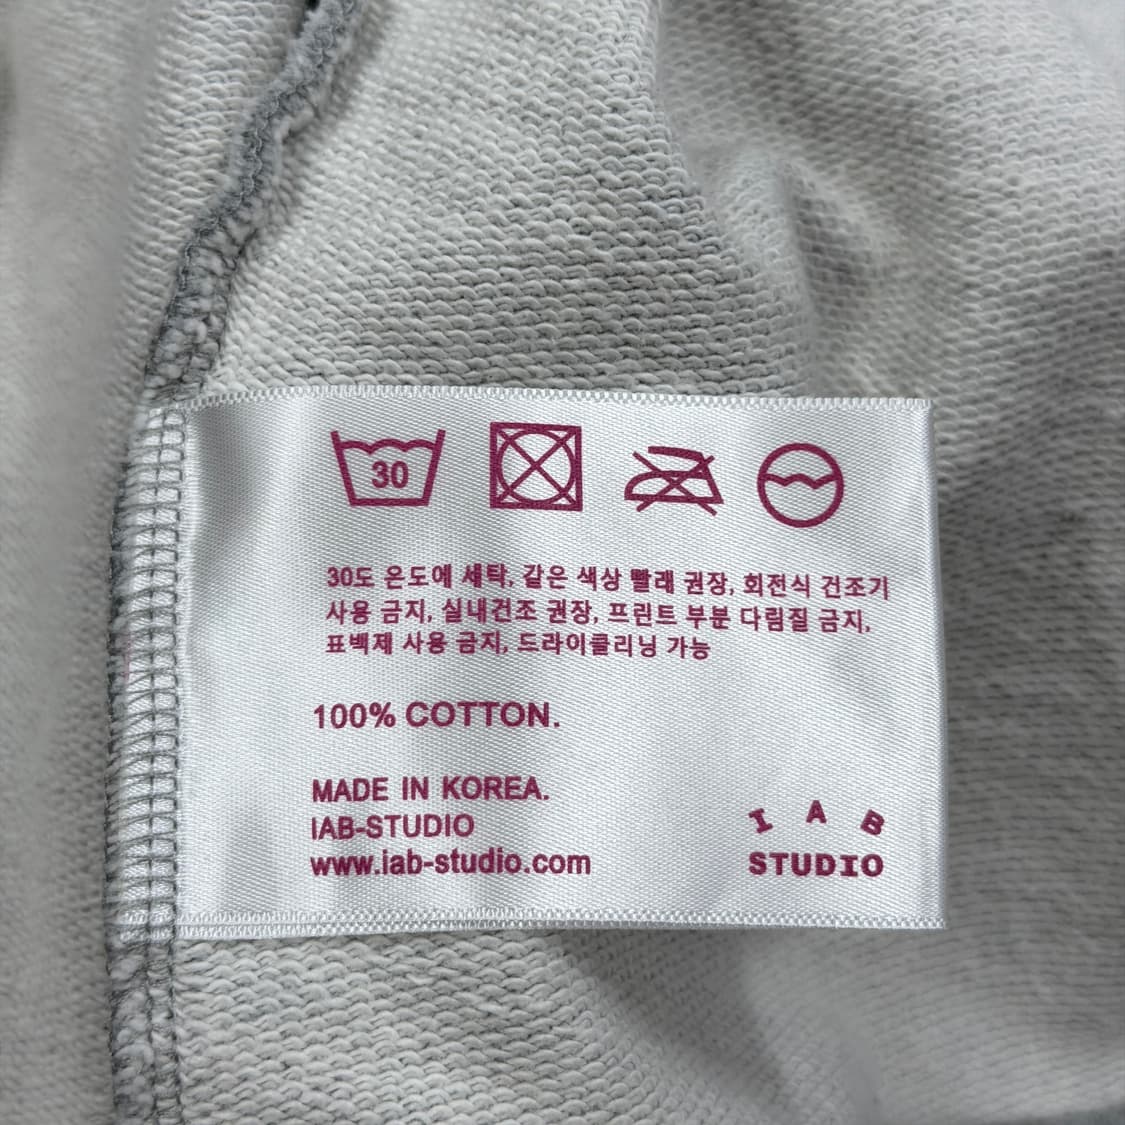 30
30도 온도에 세탁, 같은 색상 빨래 권장, 회전식 건조기
사용 금지, 실내건조 권장, 프린트 부분 다림질 금지,
표백제 사용 금지, 드라이클리닝 가능
100% COTTON.
MADE IN KOREA.
IAB-STUDIO
www.iab-studio.com
I A B
STUDIO